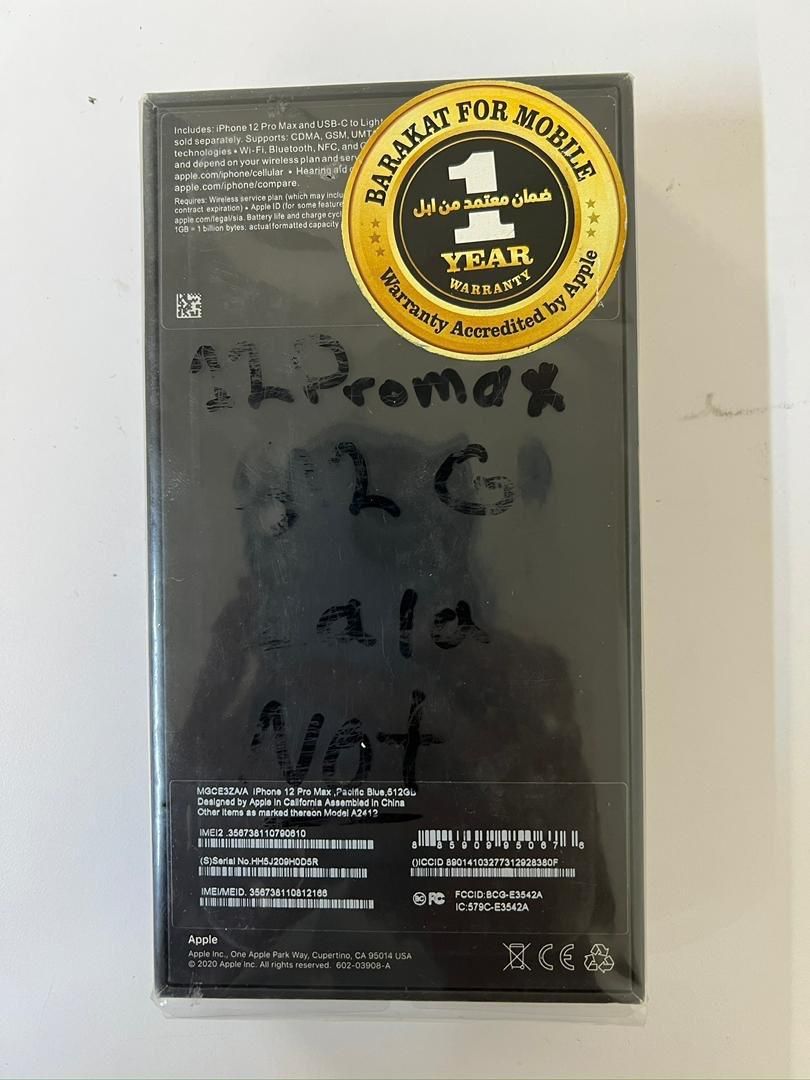 Includes: iPhone 12 Pro Max and USB-C to Light
sold separately. Supports: CDMA, GSM, UMT
technologies • Wi-Fi, Bluetooth, NFC, and
and depend on your wireless plan and serv
apple.com/iphone/cellular • Hearing aid
apple.com/iphone/compare.
Requires: Wireless service plan (which may inclu
contract expiration) • Apple ID (for some feature
apple.com/legal/sla. Battery life and charge cycl
1GB = 1 billion bytes: actual formatted capacity
BARAKAT FOR MOBILE
1
ضمان معتمد من ابل
YEAR
WARRANTY
Warranty Accredited by Apple
12Promax
512 G
Lala
Not
MGCE3ZA/A iPhone 12 Pro Max ,Pacific Blue,512GB
Designed by Apple in California Assembled in China
Other items as marked thereon Model A2412
IMEI2 .356738110790610
8 85909 95067 6
(S)Serial No.HH5J209H0D5R
()ICCID 89014103277312928380F
IMEI/MEID. 356738110812166
FC
FCCID:BCG-E3542A
IC:579C-E3542A
Apple
Apple Inc., One Apple Park Way, Cupertino, CA 95014 USA
© 2020 Apple Inc. All rights reserved. 602-03908-A
CE